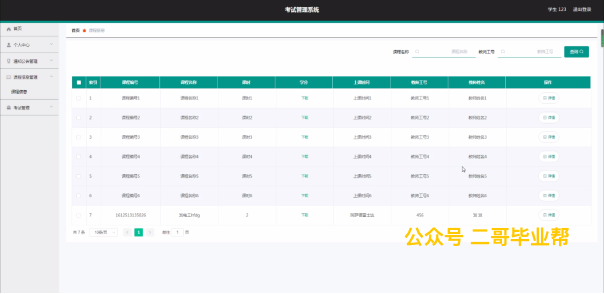 考试管理系统
学生 123 退出登录
首页
个人中心
通知公告管理
课程信息管理
课程信息
考试管理
首页 课程信息
课程名称 课程名称 教师工号 教师工号 查询
索引 课程编号 课程名称 课时 学分 上课时间 教师工号 教师姓名 操作
1 课程编号1 课程名称1 课时1 下载 上课时间1 教师工号1 教师姓名1 详情
2 课程编号2 课程名称2 课时2 下载 上课时间2 教师工号2 教师姓名2 详情
3 课程编号3 课程名称3 课时3 下载 上课时间3 教师工号3 教师姓名3 详情
4 课程编号4 课程名称4 课时4 下载 上课时间4 教师工号4 教师姓名4 详情
5 课程编号5 课程名称5 课时5 下载 上课时间5 教师工号5 教师姓名5 详情
6 课程编号6 课程名称6 课时6 下载 上课时间6 教师工号6 教师姓名6 详情
7 下载 456 详情
共 7 条 10条/页 1 前往 1 页
公众号 二哥毕业帮